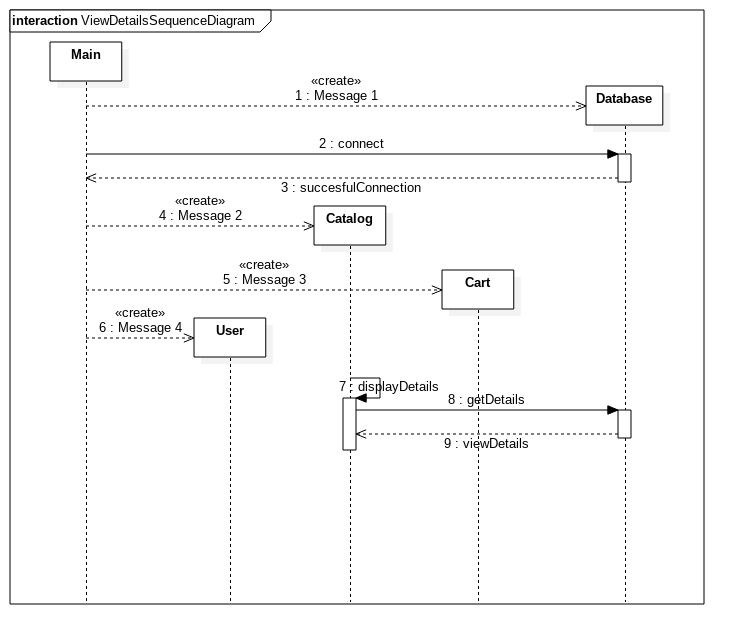 interaction ViewDetailsSequenceDiagram
Main
«create»
1 : Message 1
Database
2 : connect
3 : succesfulConnection
«create»
4 : Message 2
Catalog
«create»
5 : Message 3
Cart
«create»
6 : Message 4
User
7 : displayDetails
8 : getDetails
9 : viewDetails